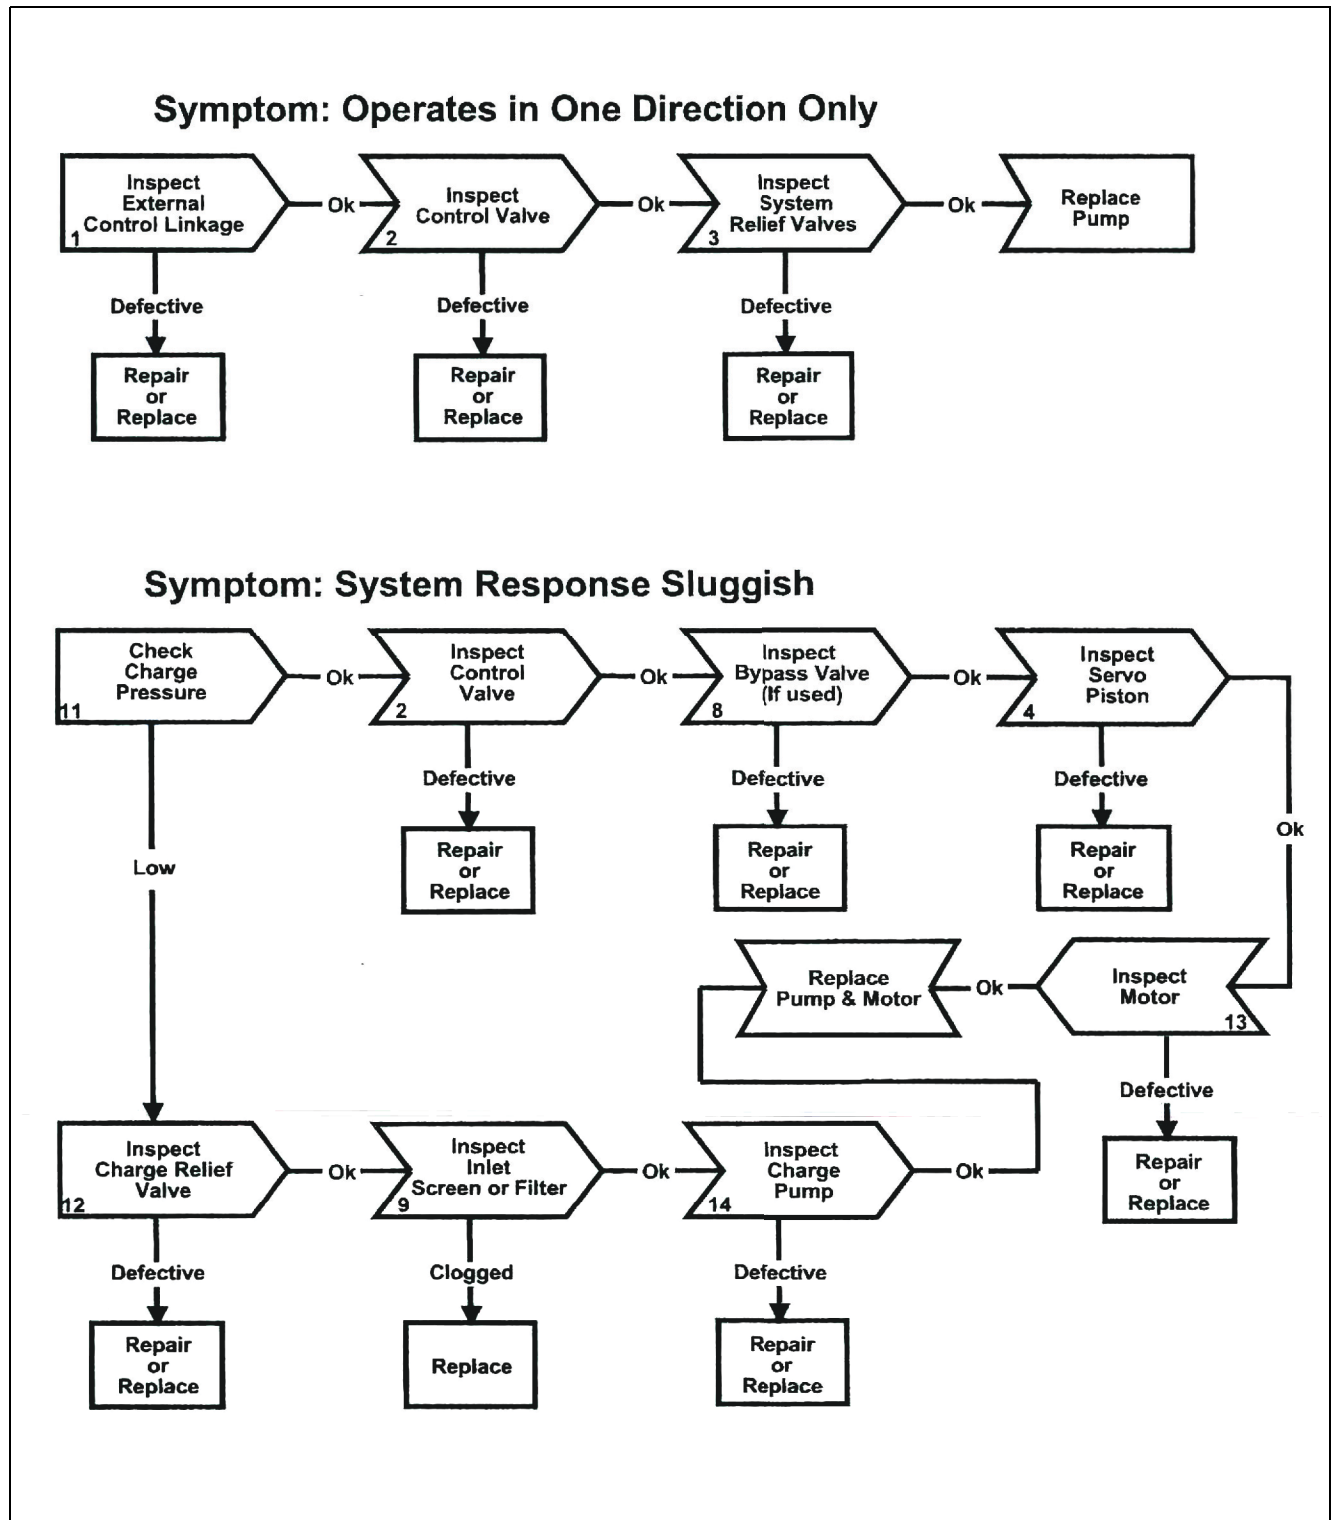 Symptom: Operates in One Direction Only
Inspect
External
Control Linkage
1
Ok
Inspect
Control Valve
2
Ok
Inspect
System
Relief Valves
3
Ok
Replace
Pump
Defective
Defective
Defective
Repair
or
Replace
Repair
or
Replace
Repair
or
Replace
Symptom: System Response Sluggish
Check
Charge
Pressure
11
Ok
Inspect
Control
Valve
2
Ok
Inspect
Bypass Valve
(If used)
8
Ok
Inspect
Servo
Piston
4
Defective
Defective
Defective
Ok
Low
Repair
or
Replace
Repair
or
Replace
Repair
or
Replace
Replace
Pump & Motor
Ok
Inspect
Motor
13
Defective
Repair
or
Replace
Inspect
Charge Relief
Valve
12
Ok
Inspect
Inlet
Screen or Filter
9
Ok
Inspect
Charge
Pump
14
Ok
Defective
Clogged
Defective
Repair
or
Replace
Replace
Repair
or
Replace